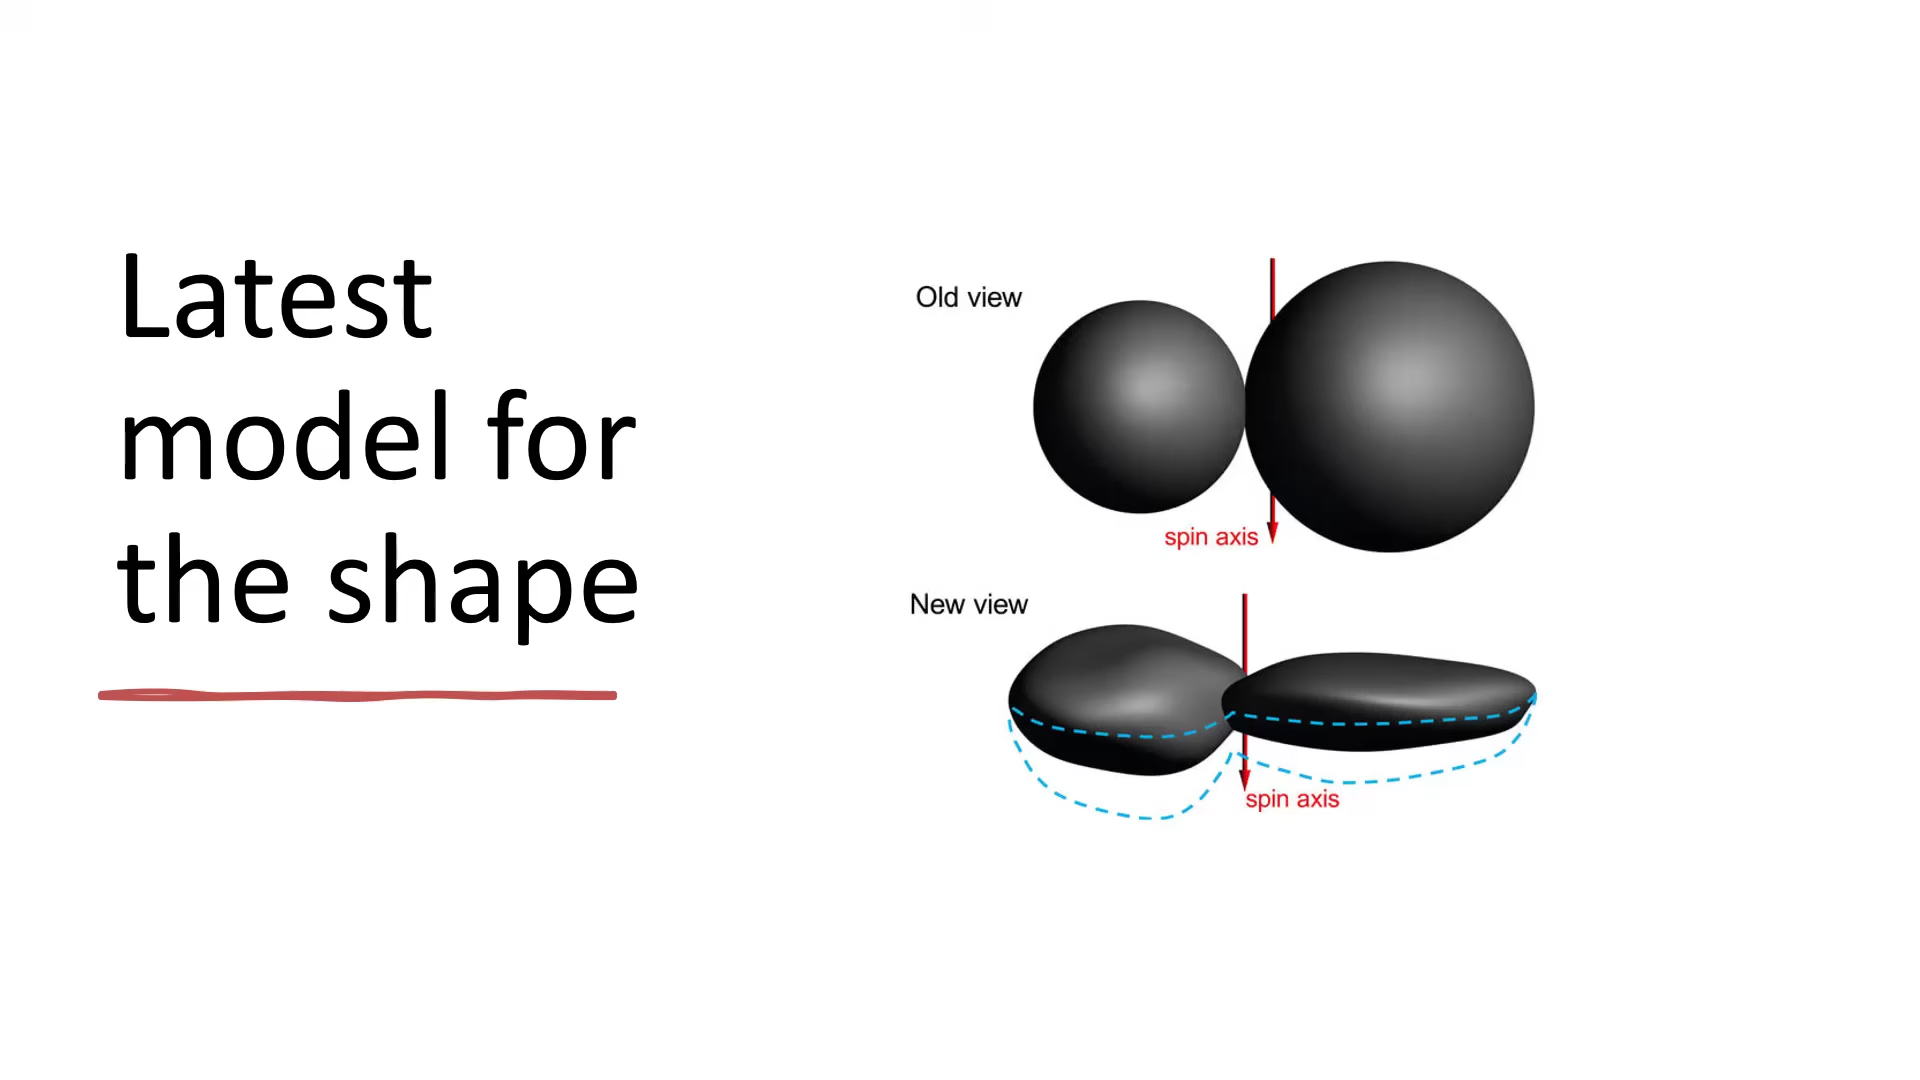 Latest
model for
the shape
Old view
spin axis
New view
spin axis